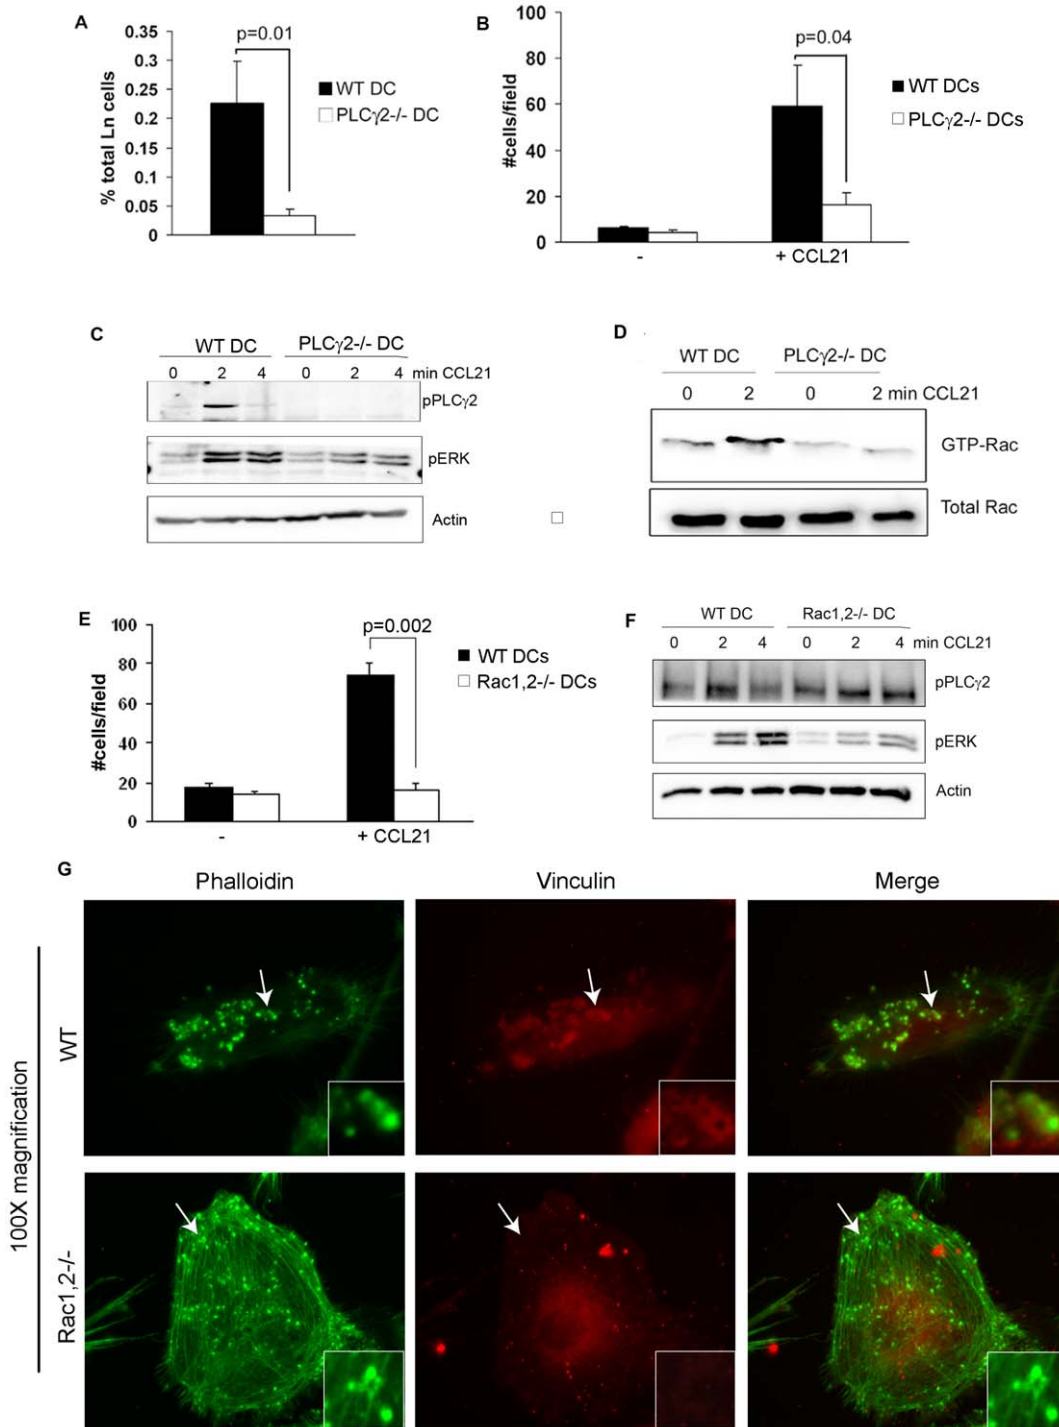 A
p=0.01
0.35
0.3
0.25
0.2
0.15
0.1
0.05
0
% total Ln cells
WT DC
PLCγ2-/- DC
B
p=0.04
100
80
60
40
20
0
#cells/field
WT DCs
PLCγ2-/- DCs
- + CCL21
C
WT DC PLCγ2-/- DC
0 2 4 0 2 4 min CCL21
pPLCγ2
pERK
Actin
D
WT DC PLCγ2-/- DC
0 2 0 2 min CCL21
GTP-Rac
Total Rac
E
p=0.002
100
80
60
40
20
0
#cells/field
WT DCs
Rac1,2-/- DCs
- + CCL21
F
WT DC Rac1,2-/- DC
0 2 4 0 2 4 min CCL21
pPLCγ2
pERK
Actin
G
Phalloidin Vinculin Merge
100X magnification
WT
Rac1,2-/-